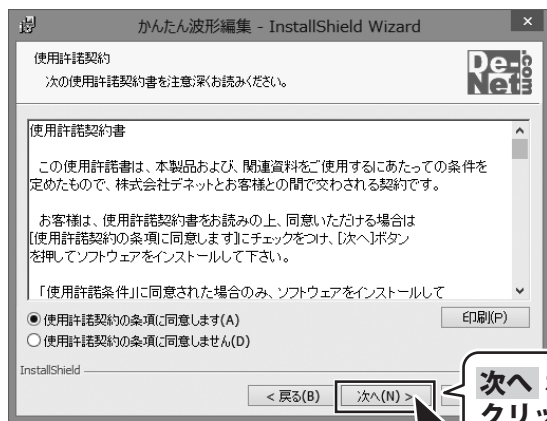 かんたん波形編集 - InstallShield Wizard
使用許諾契約
次の使用許諾契約書を注意深くお読みください。
De-Net.com
使用許諾契約書
この使用許諾書は、本製品および、関連資料をご使用するにあたっての条件を
定めたもので、株式会社デネットとお客様との間で交わされる契約です。
お客様は、使用許諾契約書をお読みの上、同意いただける場合は
[使用許諾契約の条項に同意します]にチェックをつけ、[次へ]ボタン
を押してソフトウェアをインストールして下さい。
「使用許諾条件」に同意された場合のみ、ソフトウェアをインストールして
使用許諾契約の条項に同意します(A)
印刷(P)
使用許諾契約の条項に同意しません(D)
InstallShield
< 戻る(B)
次へ(N) >
次へ
クリッ